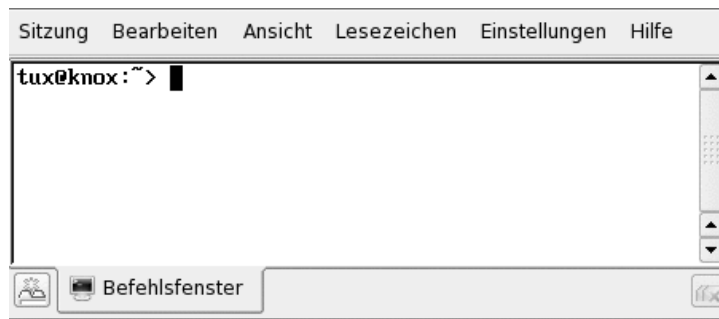 Sitzung Bearbeiten Ansicht Lesezeichen Einstellungen Hilfe
tux@knox:~>
Befehlsfenster